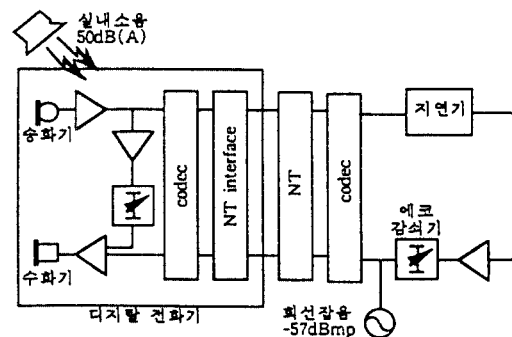 실내소음
50dB(A)
송화기
수화기
codec
NT interface
NT
codec
지연기
에코
감쇠기
회선잡음
-57dBmp
디지탈 전화기